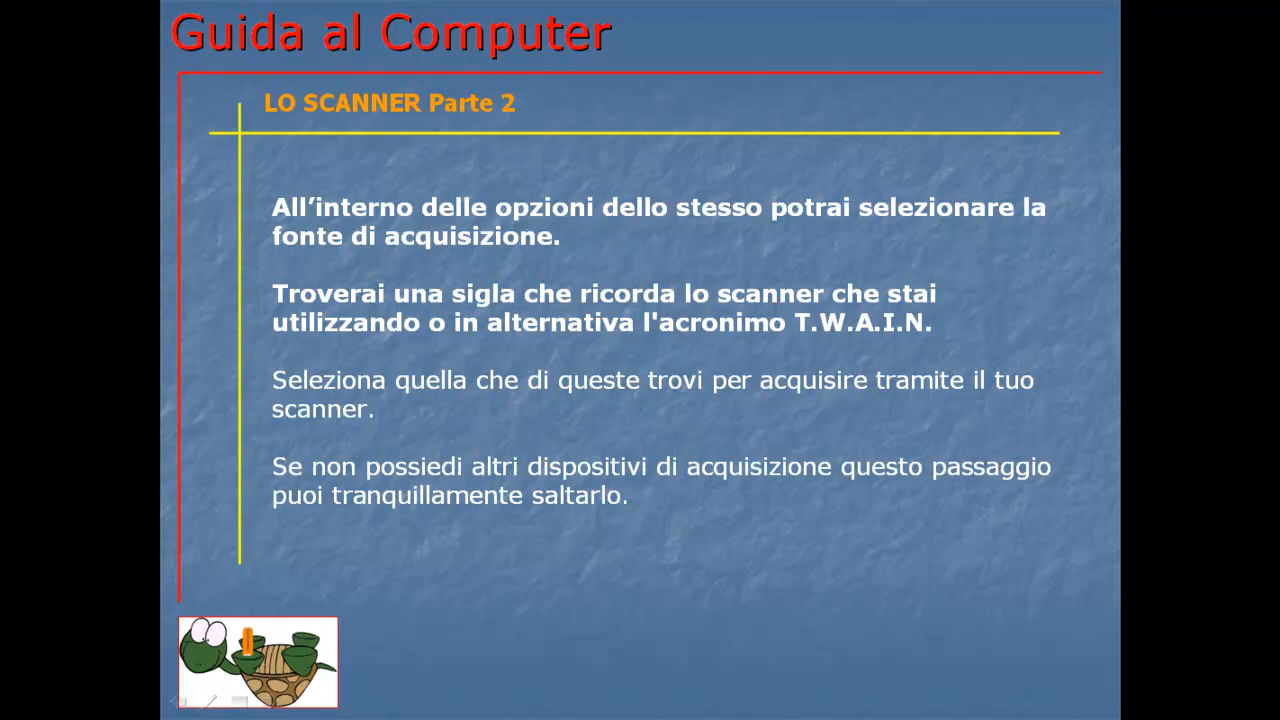 Guida al Computer
LO SCANNER Parte 2
All’interno delle opzioni dello stesso potrai selezionare la
fonte di acquisizione.
Troverai una sigla che ricorda lo scanner che stai
utilizzando o in alternativa l'acronimo T.W.A.I.N.
Seleziona quella che di queste trovi per acquisire tramite il tuo
scanner.
Se non possiedi altri dispositivi di acquisizione questo passaggio
puoi tranquillamente saltarlo.